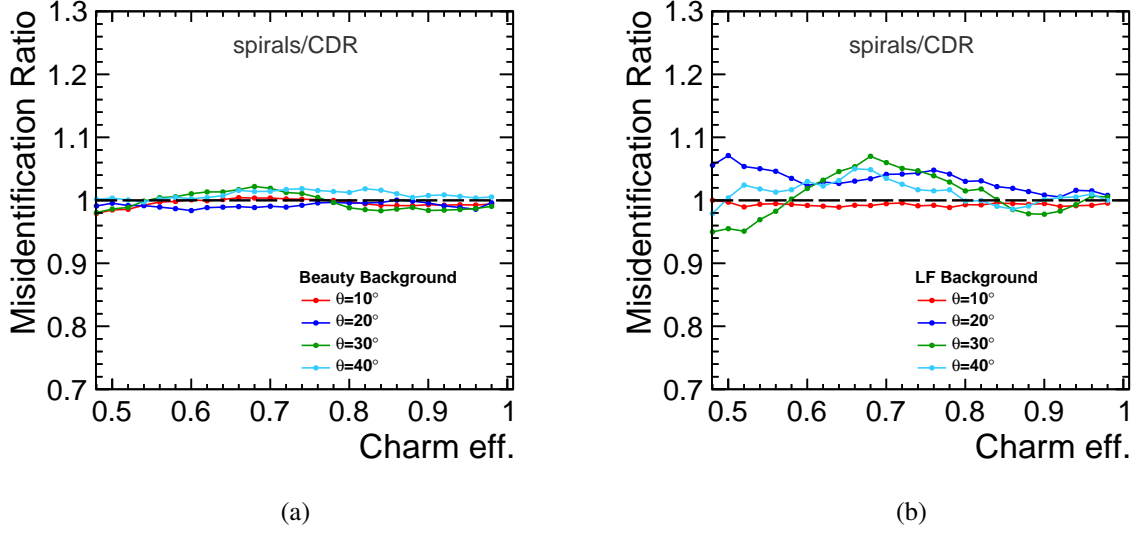 Misidentification Ratio
1.3
1.2
1.1
1
0.9
0.8
0.7
spirals/CDR
Beauty Background
θ=10°
θ=20°
θ=30°
θ=40°
0.5 0.6 0.7 0.8 0.9 1
Charm eff.
(a)
Misidentification Ratio
1.3
1.2
1.1
1
0.9
0.8
0.7
spirals/CDR
LF Background
θ=10°
θ=20°
θ=30°
θ=40°
0.5 0.6 0.7 0.8 0.9 1
Charm eff.
(b)